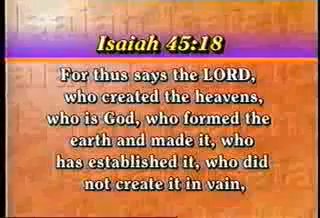 Isaiah 45:18
For thus says the LORD,
who created the heavens,
who is God, who formed the
earth and made it, who
has established it, who did
not create it in vain,